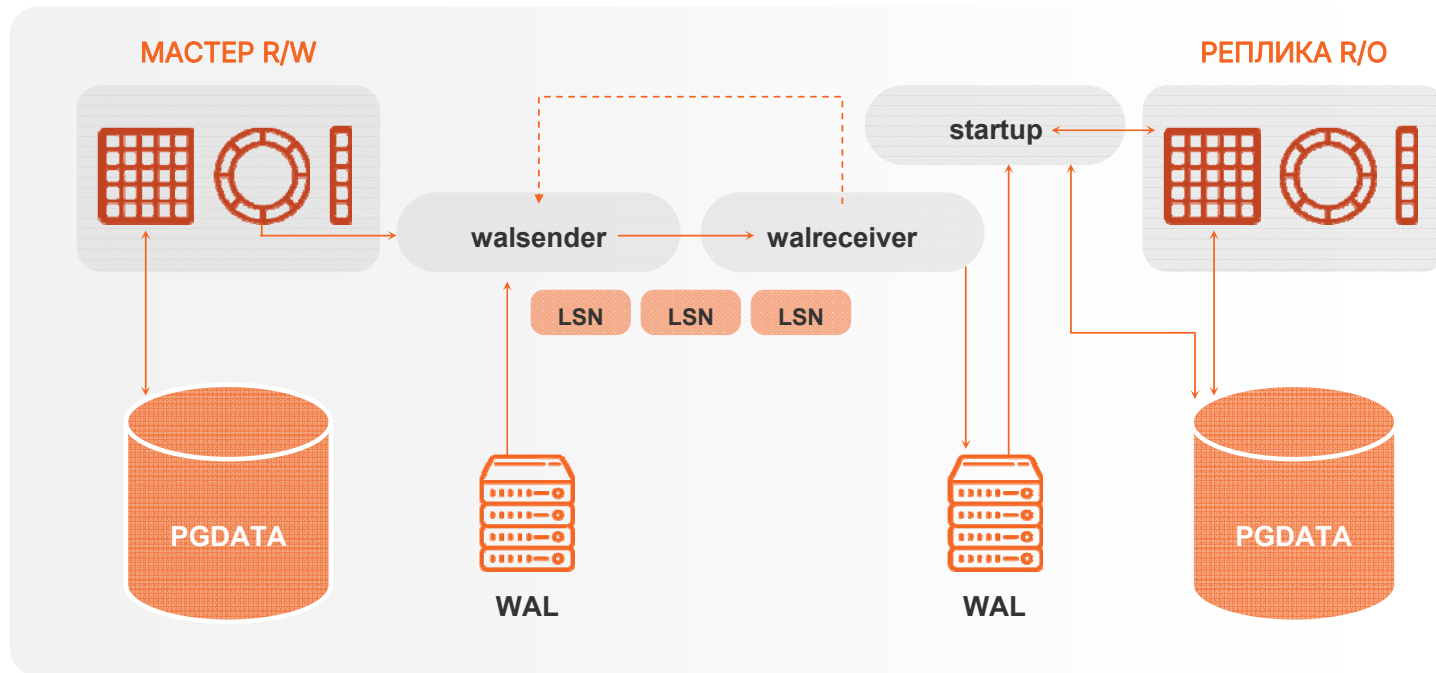 МАСТЕР R/W
РЕПЛИКА R/O
startup
walsender
walreceiver
LSN
LSN
LSN
PGDATA
PGDATA
WAL
WAL